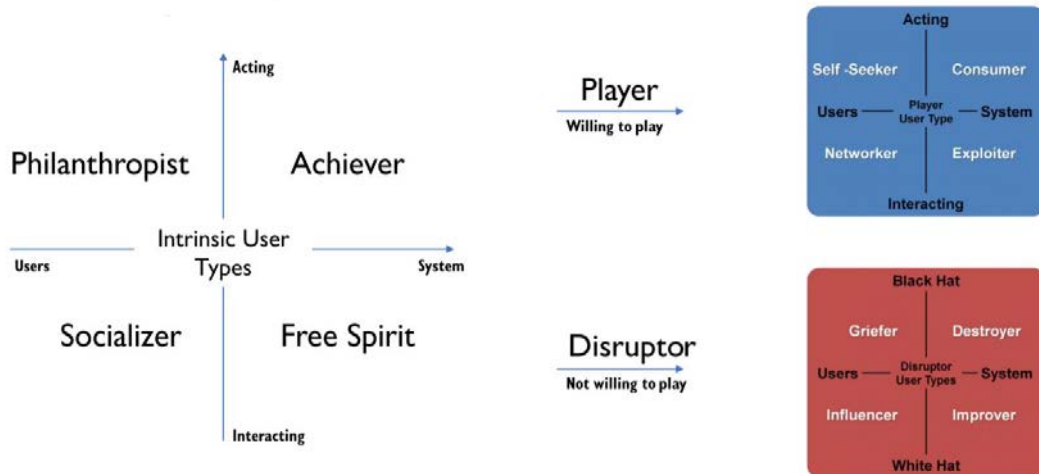 Acting
Philanthropist
Achiever
Intrinsic User
Types
Users
System
Socializer
Free Spirit
Interacting
Player
Willing to play
Disruptor
Not willing to play
Acting
Self -Seeker
Consumer
Users
Player
User Type
System
Networker
Exploiter
Interacting
Black Hat
Griefer
Destroyer
Users
Disruptor
User Types
System
Influencer
Improver
White Hat